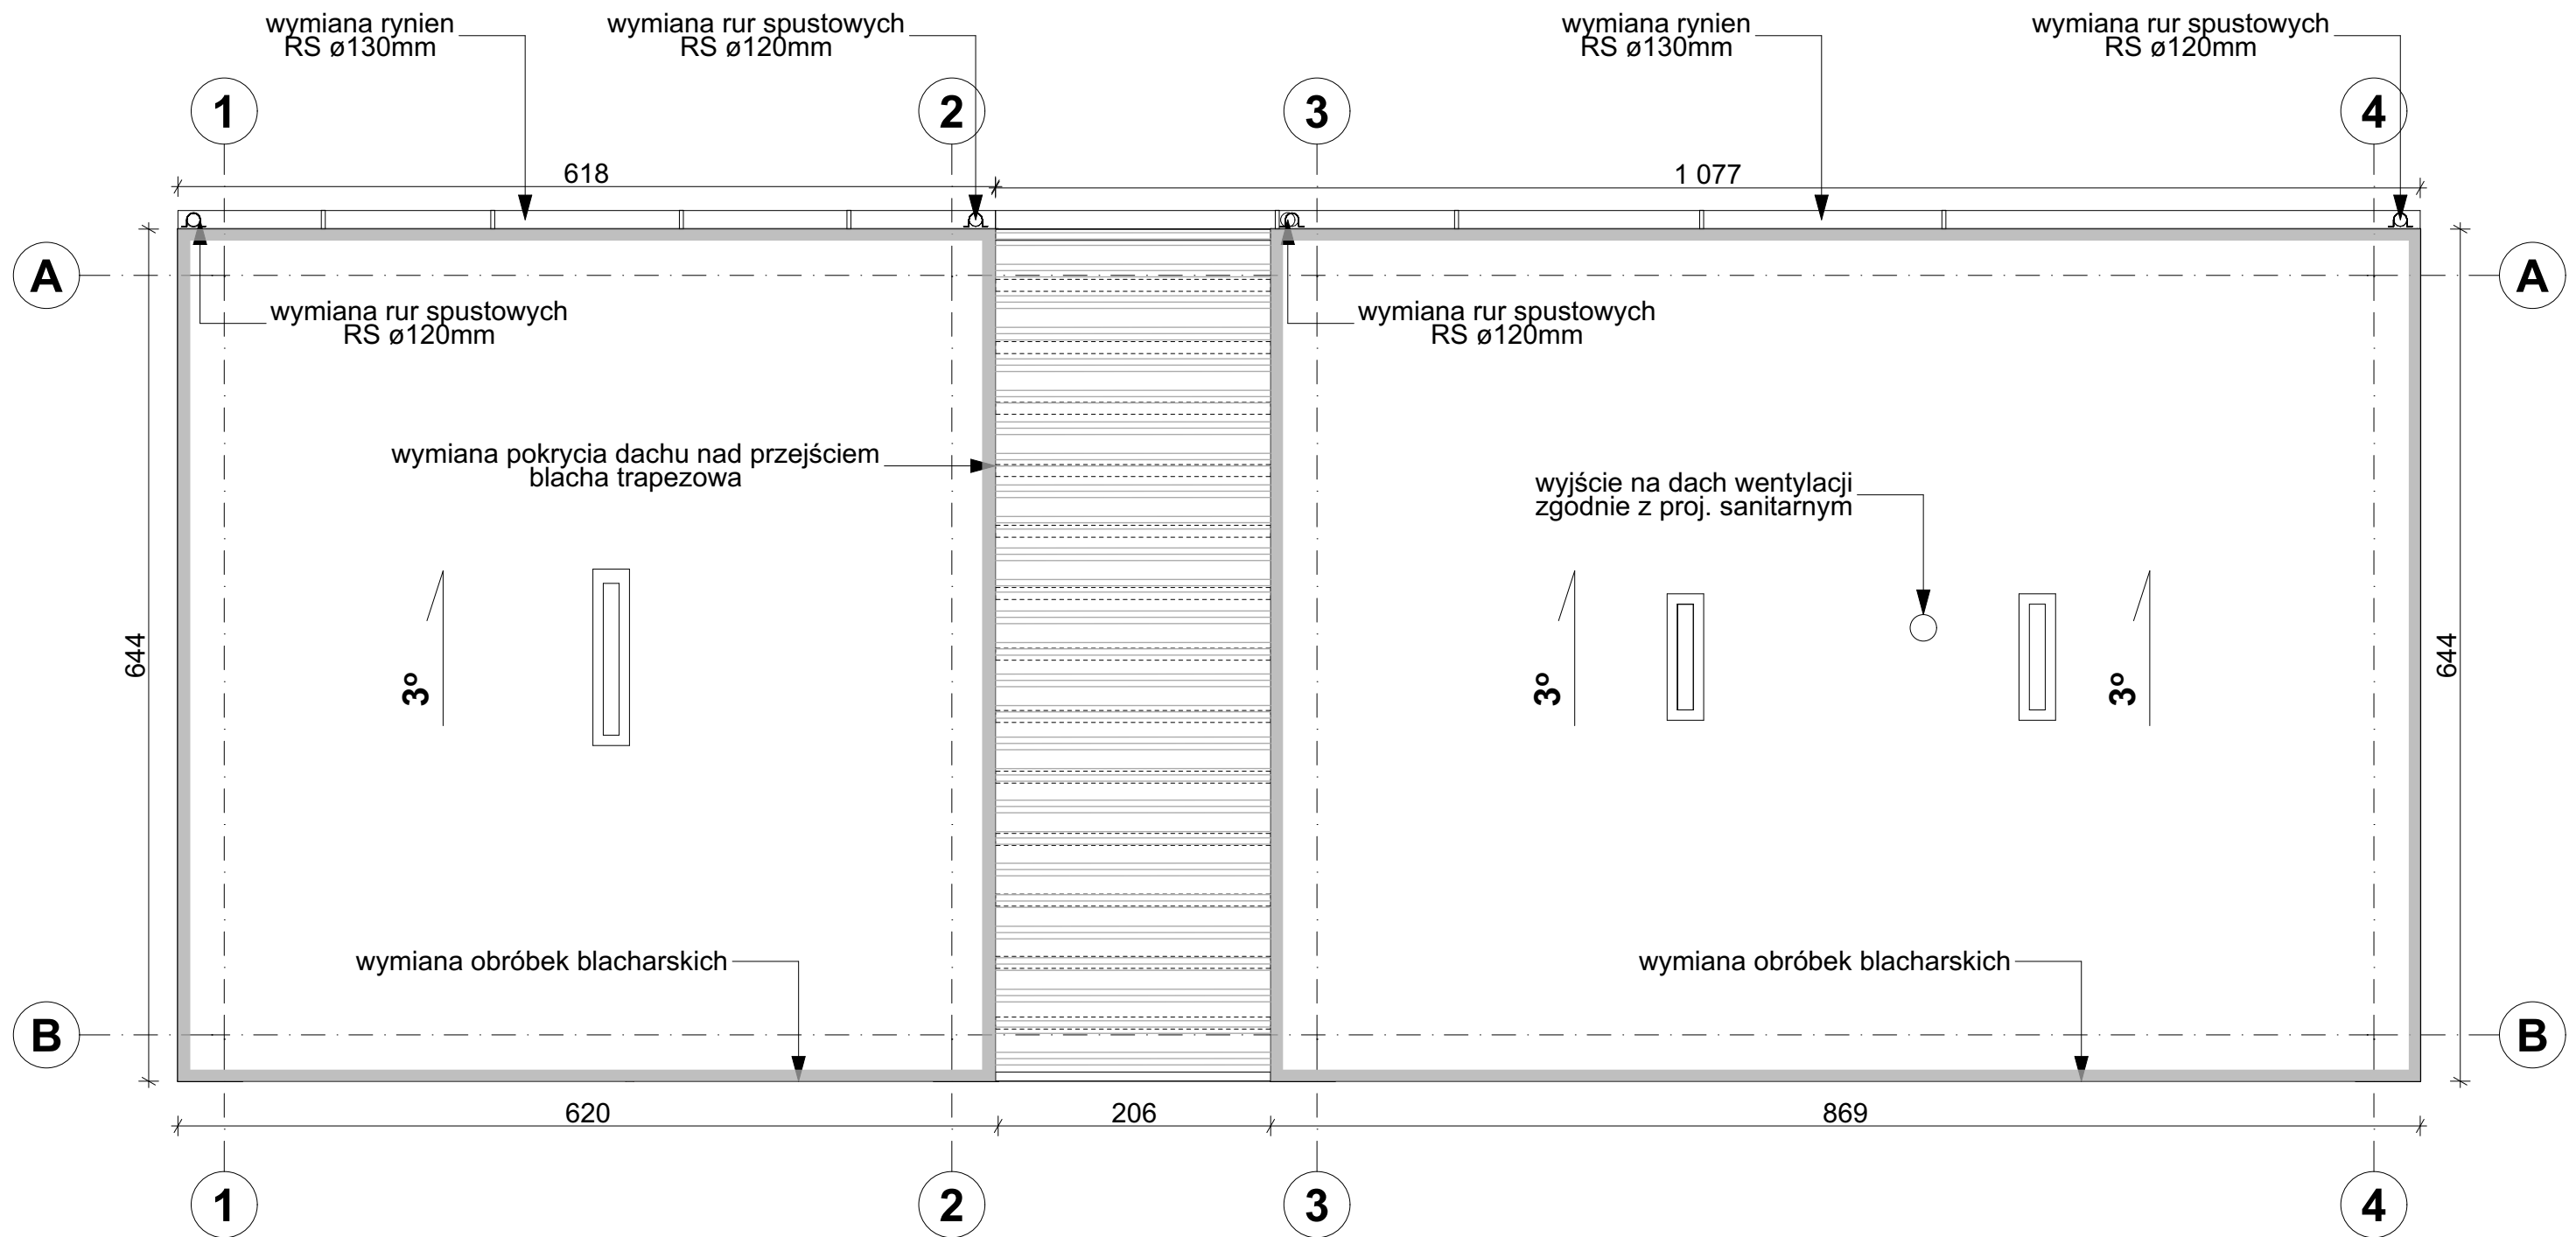 wymiana rynien
RS ø130mm
wymiana rur spustowych
RS ø120mm
wymiana rynien
RS ø130mm
wymiana rur spustowych
RS ø120mm
1
2
3
4
618
1 077
A
A
wymiana rur spustowych
RS ø120mm
wymiana rur spustowych
RS ø120mm
wymiana pokrycia dachu nad przejściem
blacha trapezowa
wyjście na dach wentylacji
zgodnie z proj. sanitarnym
644
3º
3º
3º
644
wymiana obróbek blacharskich
wymiana obróbek blacharskich
B
B
620
206
869
1
2
3
4